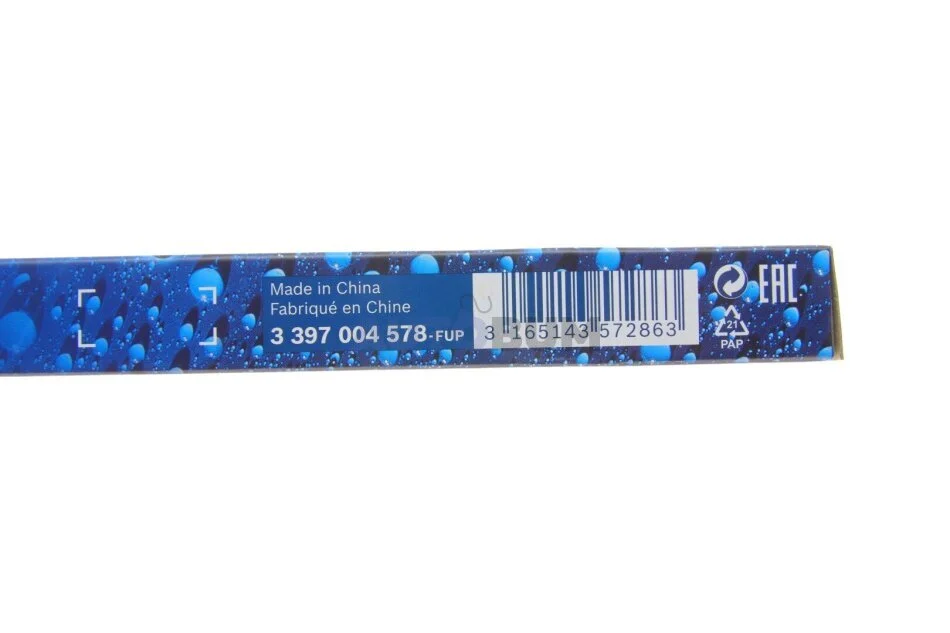 Made in China
Fabriqué en Chine
3 397 004 578-FUP
3 165143 572863
EAC
21
PAP